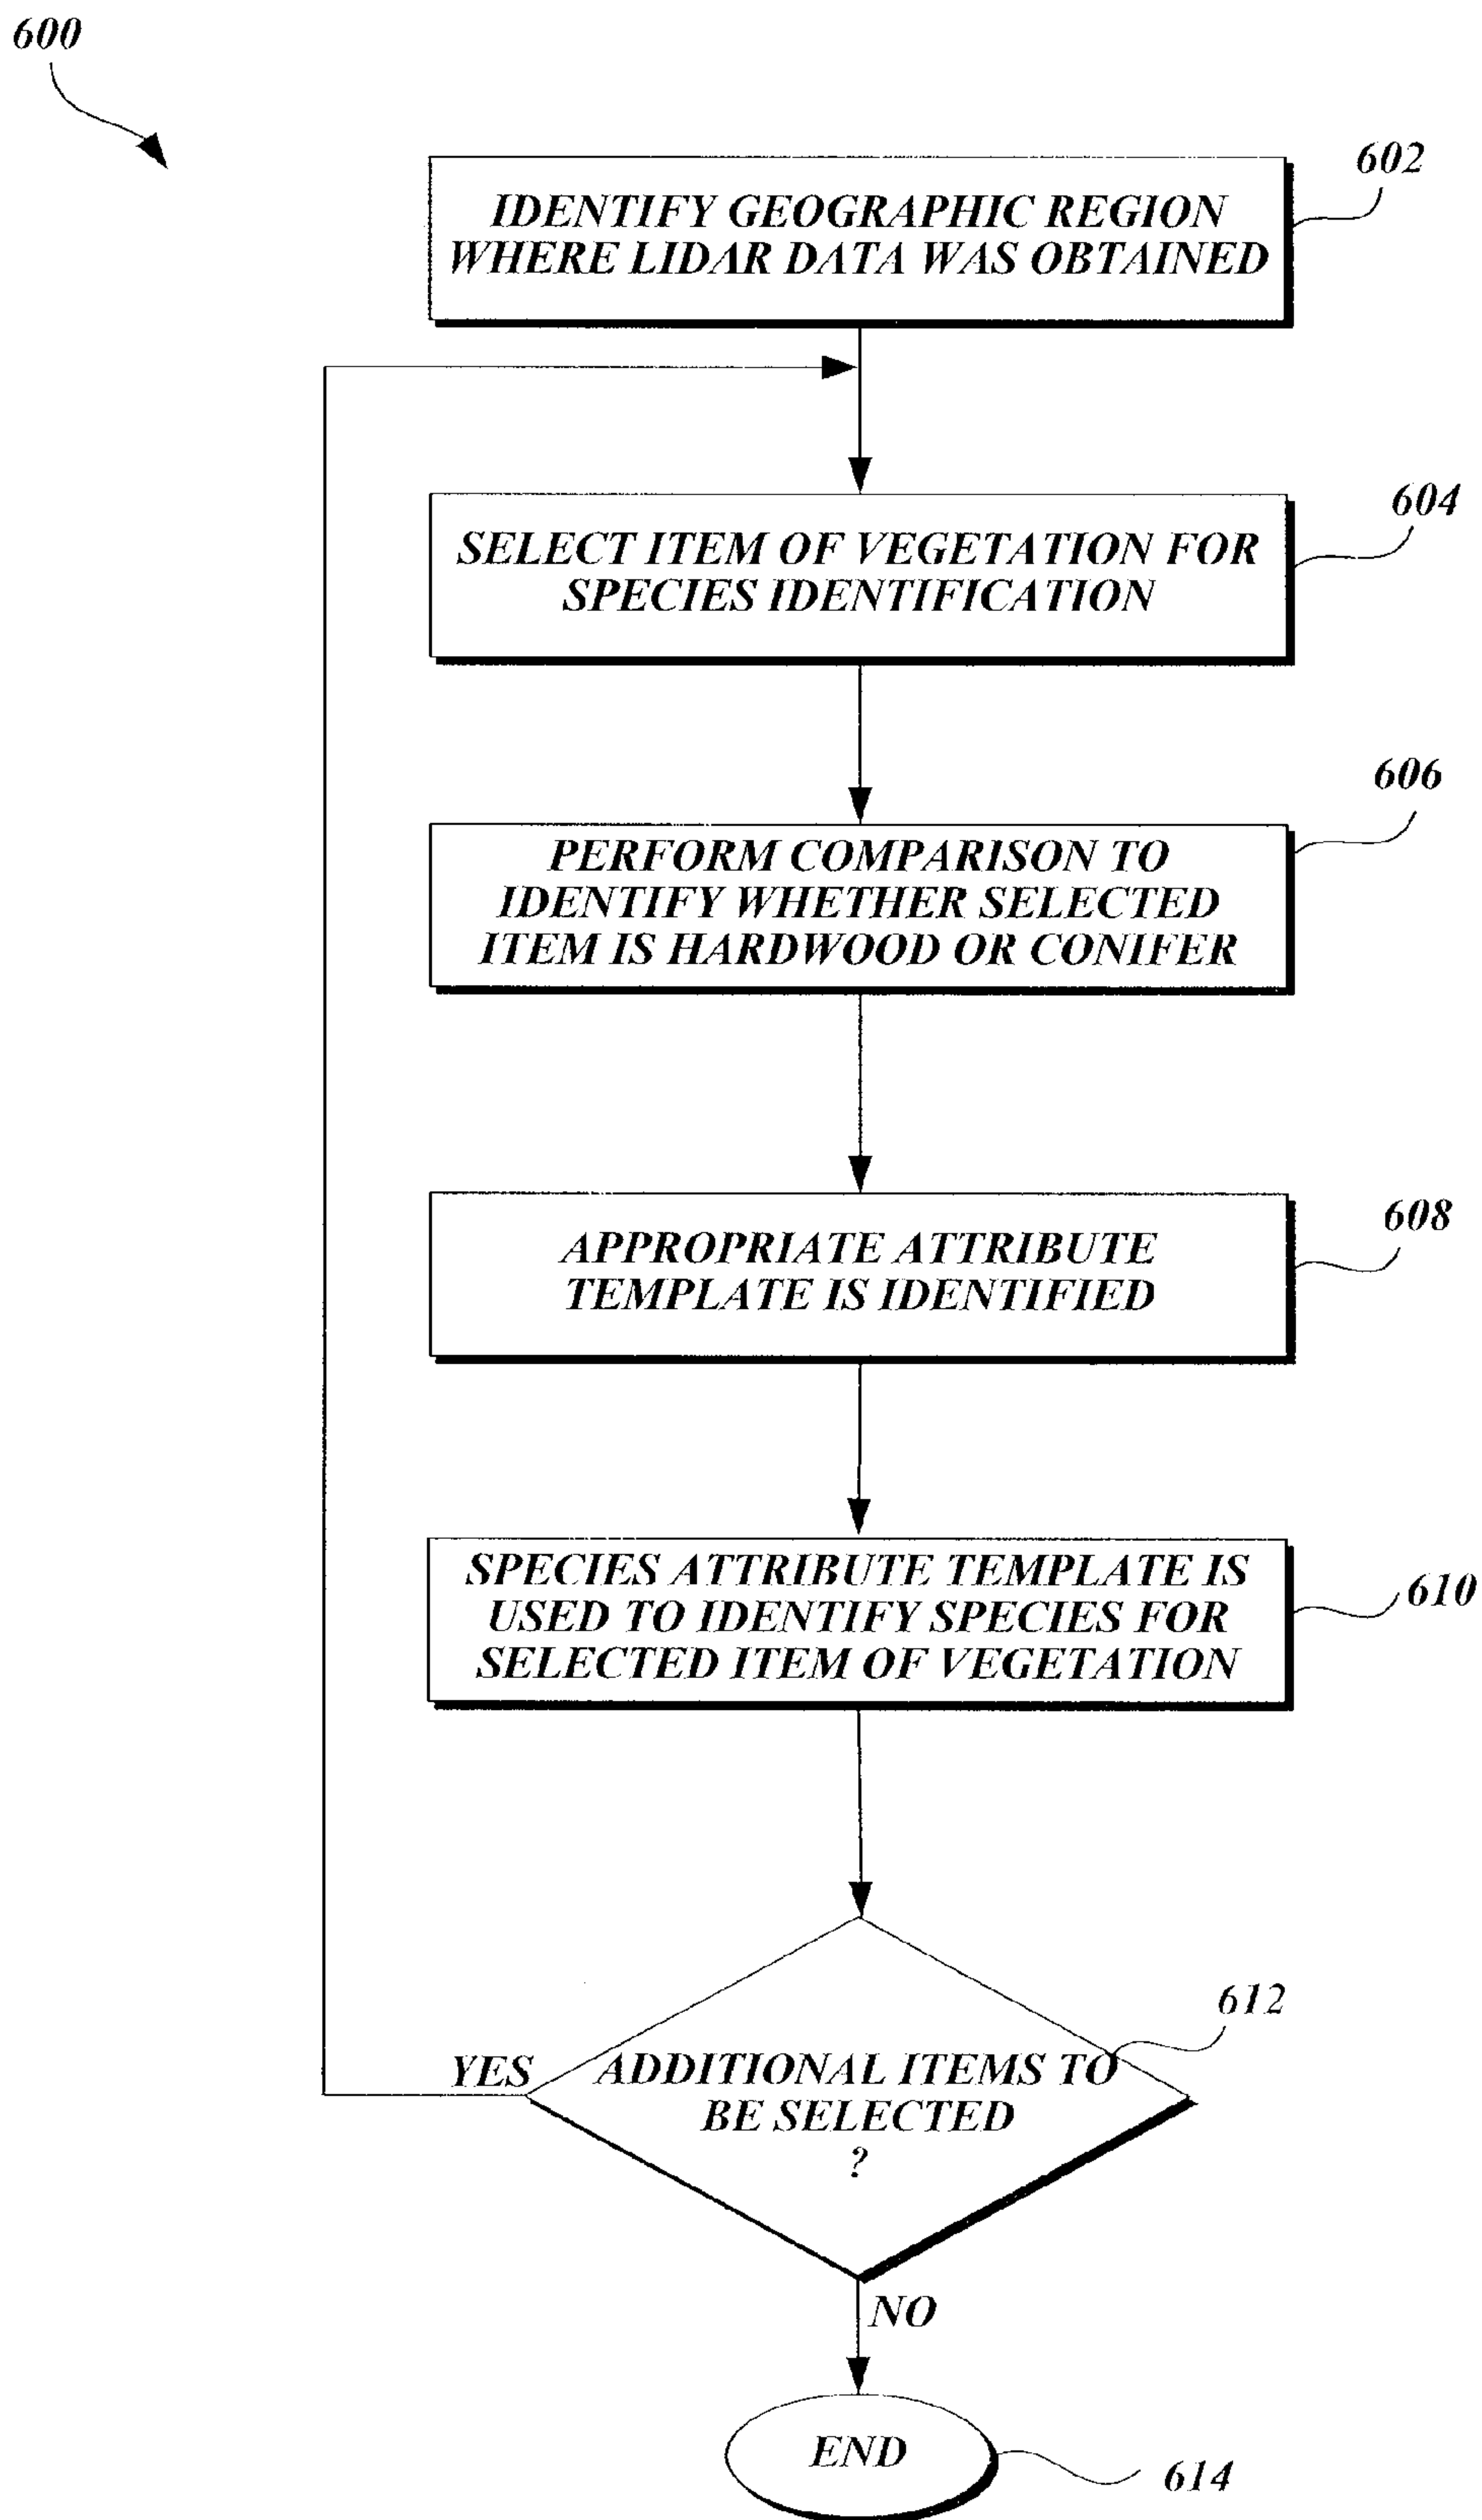 600
602
IDENTIFY GEOGRAPHIC REGION
WHERE LIDAR DATA WAS OBTAINED
604
SELECT ITEM OF VEGETATION FOR
SPECIES IDENTIFICATION
606
PERFORM COMPARISON TO
IDENTIFY WHETHER SELECTED
ITEM IS HARDWOOD OR CONIFER
608
APPROPRIATE ATTRIBUTE
TEMPLATE IS IDENTIFIED
SPECIES ATTRIBUTE TEMPLATE IS
USED TO IDENTIFY SPECIES FOR
SELECTED ITEM OF VEGETATION
610
612
YES
ADDITIONAL ITEMS TO
BE SELECTED
?
NO
END
614